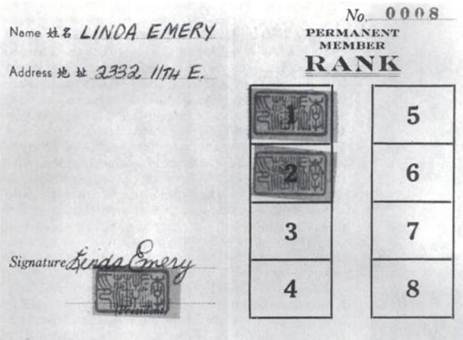 No. 0008
Name 姓名 LINDA EMERY
PERMANENT
MEMBER
RANK
Address 地址 2332 11TH E.
1 5
2 6
3 7
4 8
Signature Linda Emery
(President)